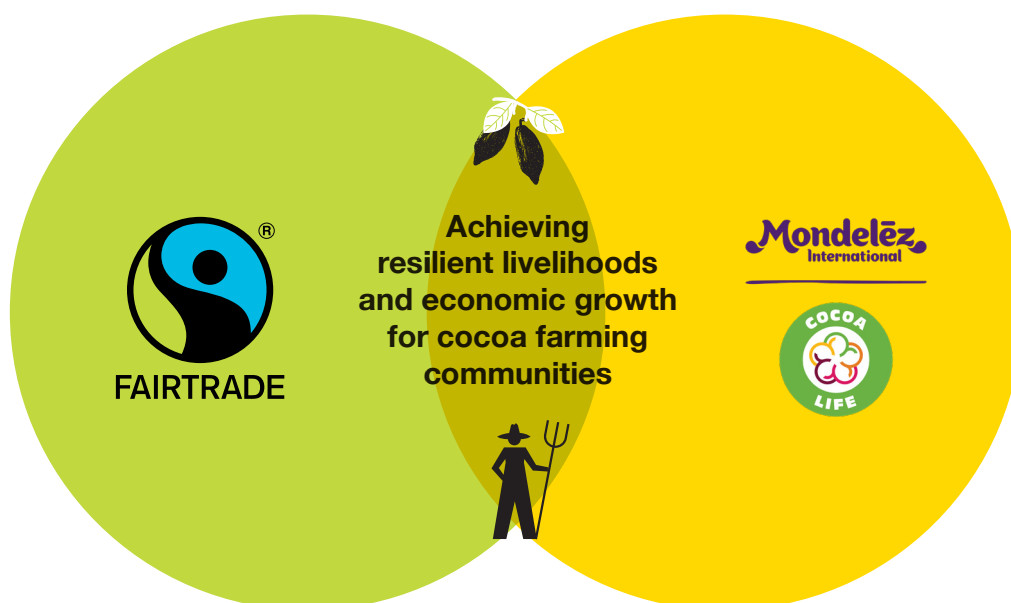 FAIRTRADE
®
Achieving
resilient livelihoods
and economic growth
for cocoa farming
communities
Mondelēz
International
COCOA
LIFE